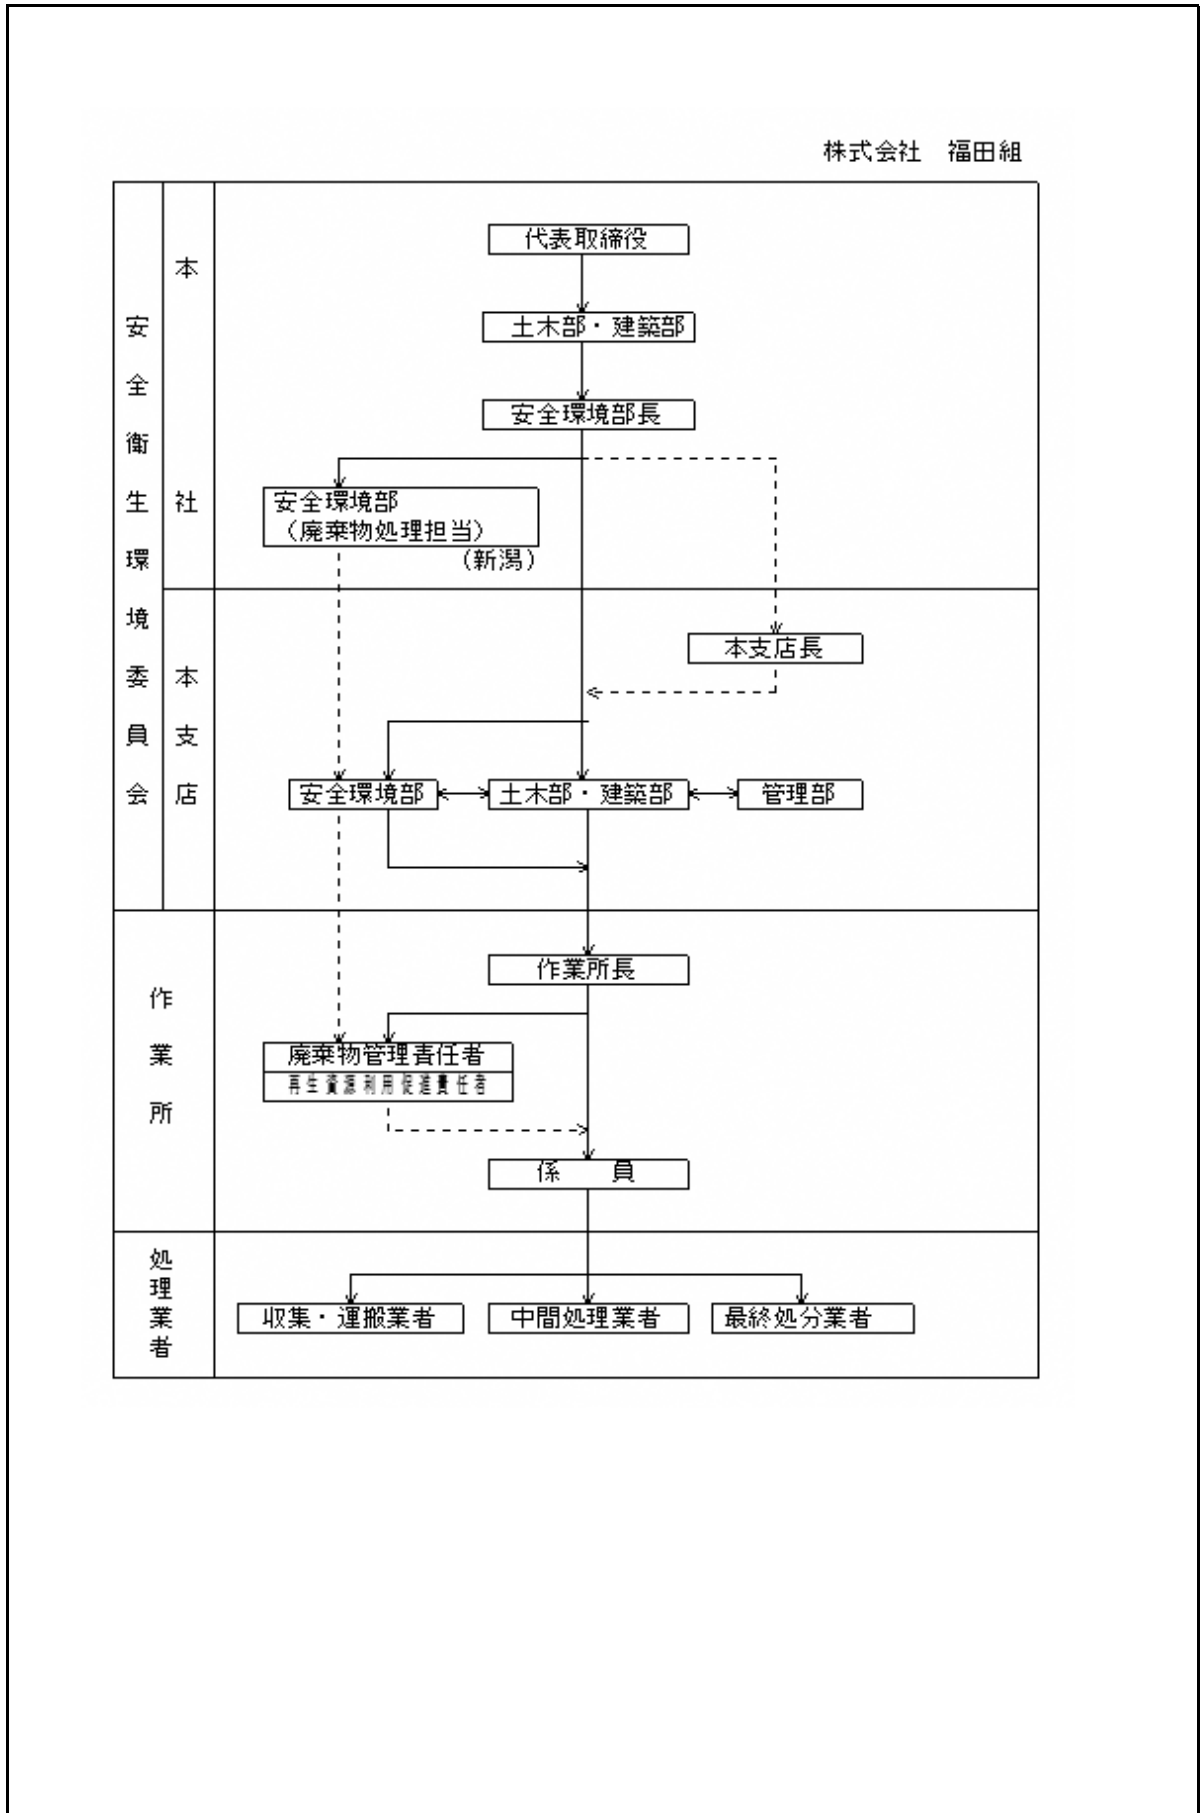 株式会社　福田組
安全衛生環境委員会
本社
代表取締役
土木部・建築部
安全環境部長
安全環境部
（廃棄物処理担当）
（新潟）
本支店
本支店長
安全環境部
土木部・建築部
管理部
作業所
作業所長
廃棄物管理責任者
再生資源利用促進責任者
係　　員
処理業者
収集・運搬業者
中間処理業者
最終処分業者